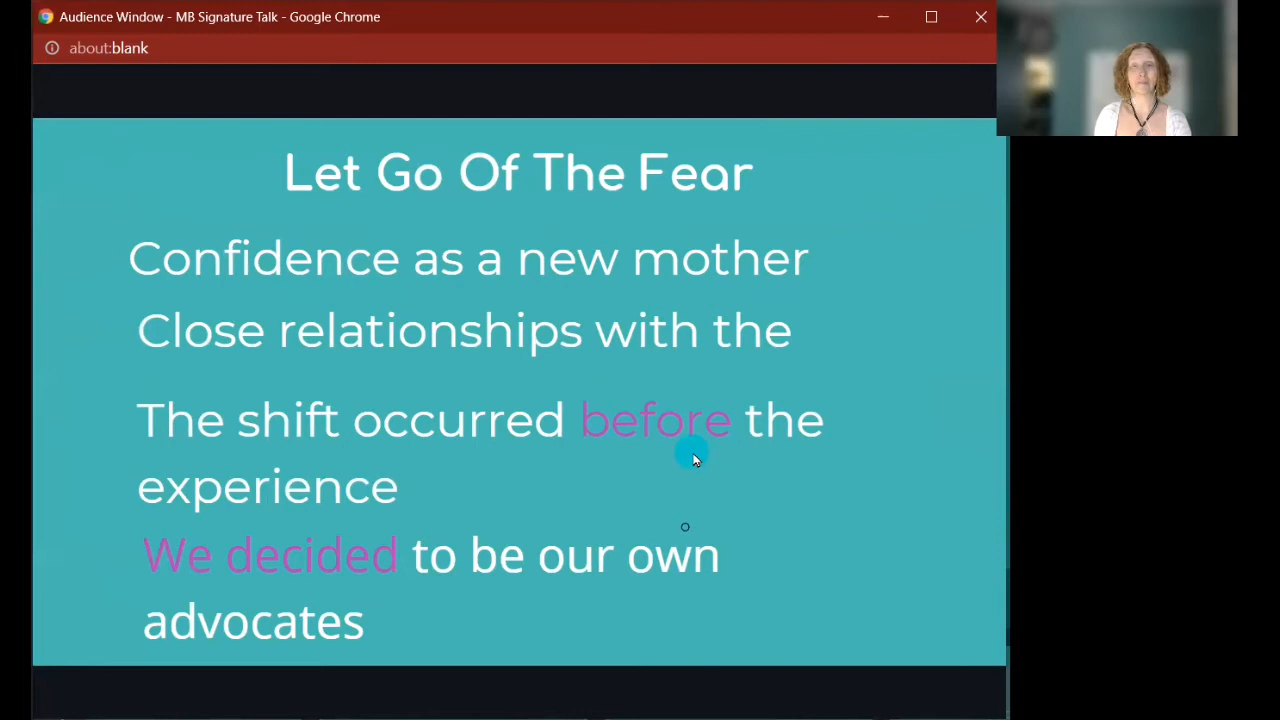 Audience Window - MB Signature Talk - Google Chrome
about:blank
Let Go Of The Fear
Confidence as a new mother
Close relationships with the
The shift occurred before the
experience
We decided to be our own
advocates